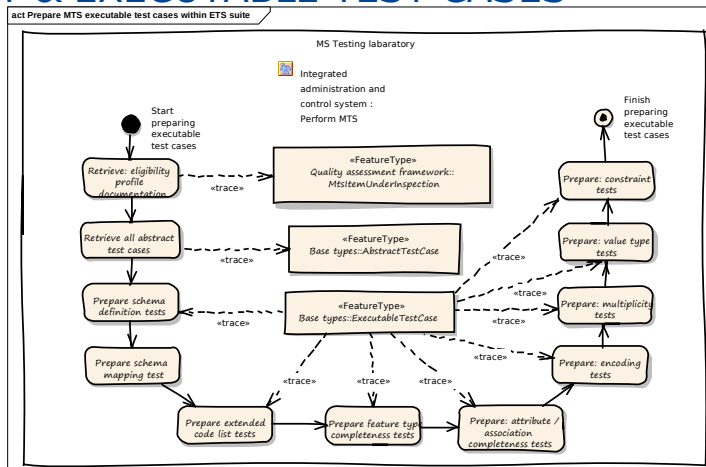 & EXECUTABLE TEST CASES
act Prepare MTS executable test cases within ETS suite
MS Testing labaratory
Integrated
administration and
control system :
Perform MTS
Start
preparing
executable
test cases
Finish
preparing
executable
test cases
Retrieve: eligibility
profile
documentation
«trace»
«FeatureType»
Quality assessment framework::
MtsItemUnderInspection
Prepare: constraint
tests
Retrieve all abstract
test cases
«trace»
«FeatureType»
Base types::AbstractTestCase
«trace»
Prepare: value type
tests
Prepare schema
definition tests
«trace»
«FeatureType»
Base types::ExecutableTestCase
«trace»
«trace»
Prepare: multiplicity
tests
Prepare schema
mapping test
«trace»
«trace»
«trace»
«trace»
Prepare: encoding
tests
Prepare extended
code list tests
Prepare feature type
completeness tests
Prepare: attribute /
association
completeness tests